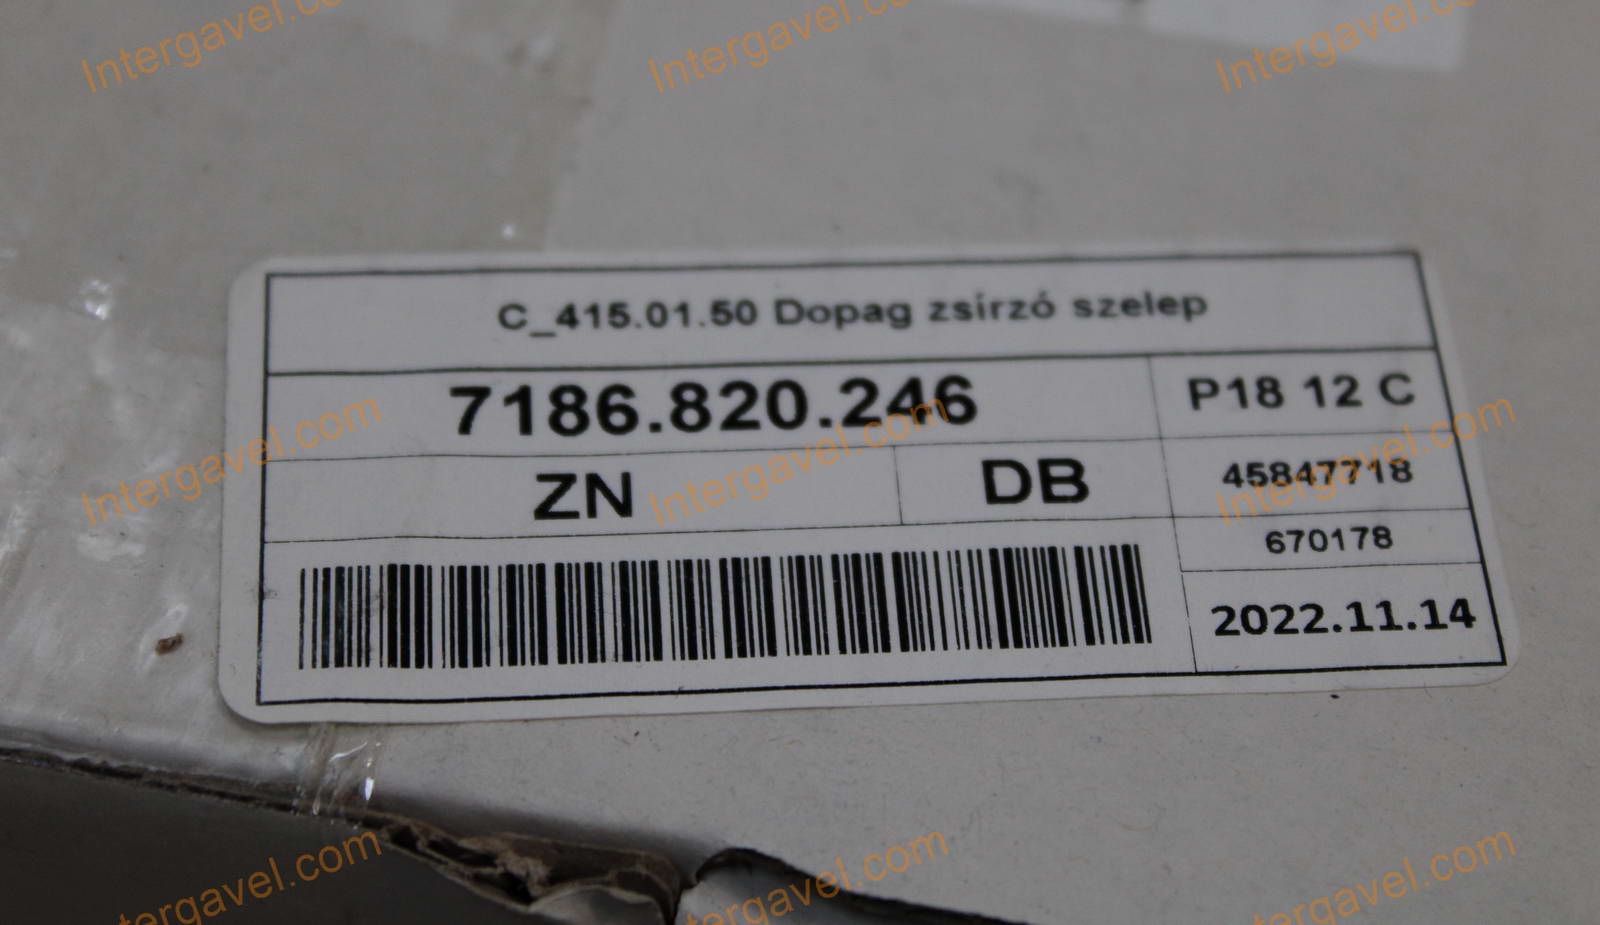 Intergavel.com
Intergavel.com
Intergavel.com
C_415.01.50 Dopag zsírzó szelep
7186.820.246
P18 12 C
Intergavel.com
Intergavel.com
Intergavel.com
ZN
DB
45847718
670178
2022.11.14
Intergavel.com
Intergavel.com
Intergavel.com